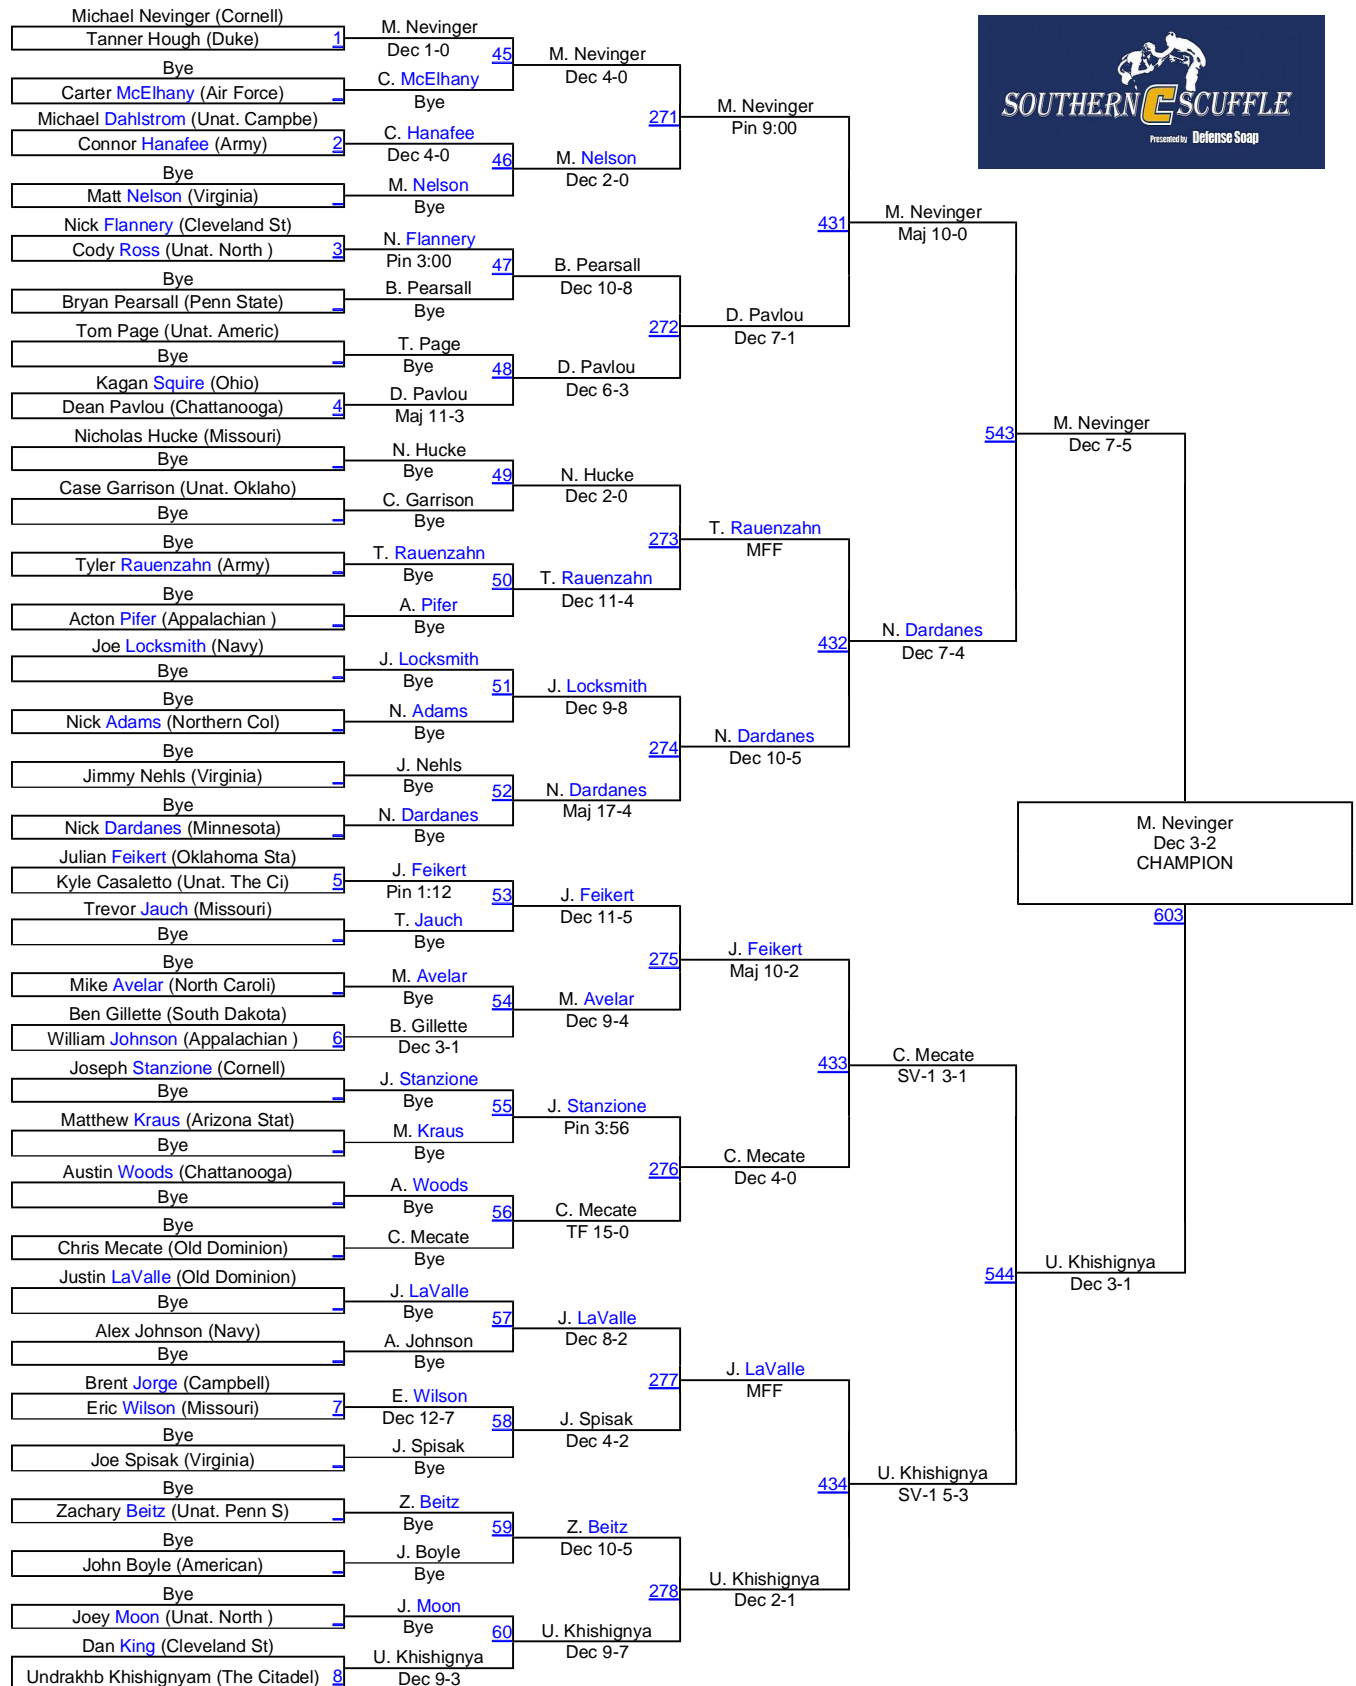 Michael Nevinger (Cornell)
Tanner Hough (Duke) 1
Bye
Carter McElhany (Air Force)
Michael Dahlstrom (Unat. Campbe)
Connor Hanafee (Army) 2
Bye
Matt Nelson (Virginia)
Nick Flannery (Cleveland St)
Cody Ross (Unat. North ) 3
Bye
Bryan Pearsall (Penn State)
Tom Page (Unat. Americ)
Bye
Kagan Squire (Ohio)
Dean Pavlou (Chattanooga) 4
Nicholas Hucke (Missouri)
Bye
Case Garrison (Unat. Oklaho)
Bye
Bye
Tyler Rauenzahn (Army)
Bye
Acton Pifer (Appalachian )
Joe Locksmith (Navy)
Bye
Bye
Nick Adams (Northern Col)
Bye
Jimmy Nehls (Virginia)
Bye
Nick Dardanes (Minnesota)
Julian Feikert (Oklahoma Sta)
Kyle Casaletto (Unat. The Ci) 5
Trevor Jauch (Missouri)
Bye
Bye
Mike Avelar (North Caroli)
Ben Gillette (South Dakota)
William Johnson (Appalachian ) 6
Joseph Stanzione (Cornell)
Bye
Matthew Kraus (Arizona Stat)
Bye
Austin Woods (Chattanooga)
Bye
Bye
Chris Mecate (Old Dominion)
Justin LaValle (Old Dominion)
Bye
Alex Johnson (Navy)
Bye
Brent Jorge (Campbell)
Eric Wilson (Missouri) 7
Bye
Joe Spisak (Virginia)
Bye
Zachary Beitz (Unat. Penn S)
Bye
John Boyle (American)
Bye
Joey Moon (Unat. North )
Dan King (Cleveland St)
Undrakhb Khishignyam (The Citadel) 8
M. Nevinger
Dec 1-0
45
C. McElhany
Bye
C. Hanafee
Dec 4-0
46
M. Nelson
Bye
N. Flannery
Pin 3:00
47
B. Pearsall
Bye
T. Page
Bye
48
D. Pavlou
Maj 11-3
N. Hucke
Bye
49
C. Garrison
Bye
T. Rauenzahn
Bye
50
A. Pifer
Bye
J. Locksmith
Bye
51
N. Adams
Bye
J. Nehls
Bye
52
N. Dardanes
Bye
J. Feikert
Pin 1:12
53
T. Jauch
Bye
M. Avelar
Bye
54
B. Gillette
Dec 3-1
J. Stanzione
Bye
55
M. Kraus
Bye
A. Woods
Bye
56
C. Mecate
Bye
J. LaValle
Bye
57
A. Johnson
Bye
E. Wilson
Dec 12-7
58
J. Spisak
Bye
Z. Beitz
Bye
59
J. Boyle
Bye
J. Moon
Bye
60
U. Khishignya
Dec 9-3
M. Nevinger
Dec 4-0
271
M. Nelson
Dec 2-0
B. Pearsall
Dec 10-8
272
D. Pavlou
Dec 6-3
N. Hucke
Dec 2-0
273
T. Rauenzahn
Dec 11-4
J. Locksmith
Dec 9-8
274
N. Dardanes
Maj 17-4
J. Feikert
Dec 11-5
275
M. Avelar
Dec 9-4
J. Stanzione
Pin 3:56
276
C. Mecate
TF 15-0
J. LaValle
Dec 8-2
277
J. Spisak
Dec 4-2
Z. Beitz
Dec 10-5
278
U. Khishignya
Dec 9-7
M. Nevinger
Pin 9:00
431
D. Pavlou
Dec 7-1
T. Rauenzahn
MFF
432
N. Dardanes
Dec 10-5
J. Feikert
Maj 10-2
433
C. Mecate
Dec 4-0
J. LaValle
MFF
434
U. Khishignya
Dec 2-1
M. Nevinger
Maj 10-0
543
N. Dardanes
Dec 7-4
C. Mecate
SV-1 3-1
544
U. Khishignya
SV-1 5-3
M. Nevinger
Dec 7-5
U. Khishignya
Dec 3-1
M. Nevinger
Dec 3-2
CHAMPION
603
SOUTHERN C SCUFFLE
Presented by Defense Soap